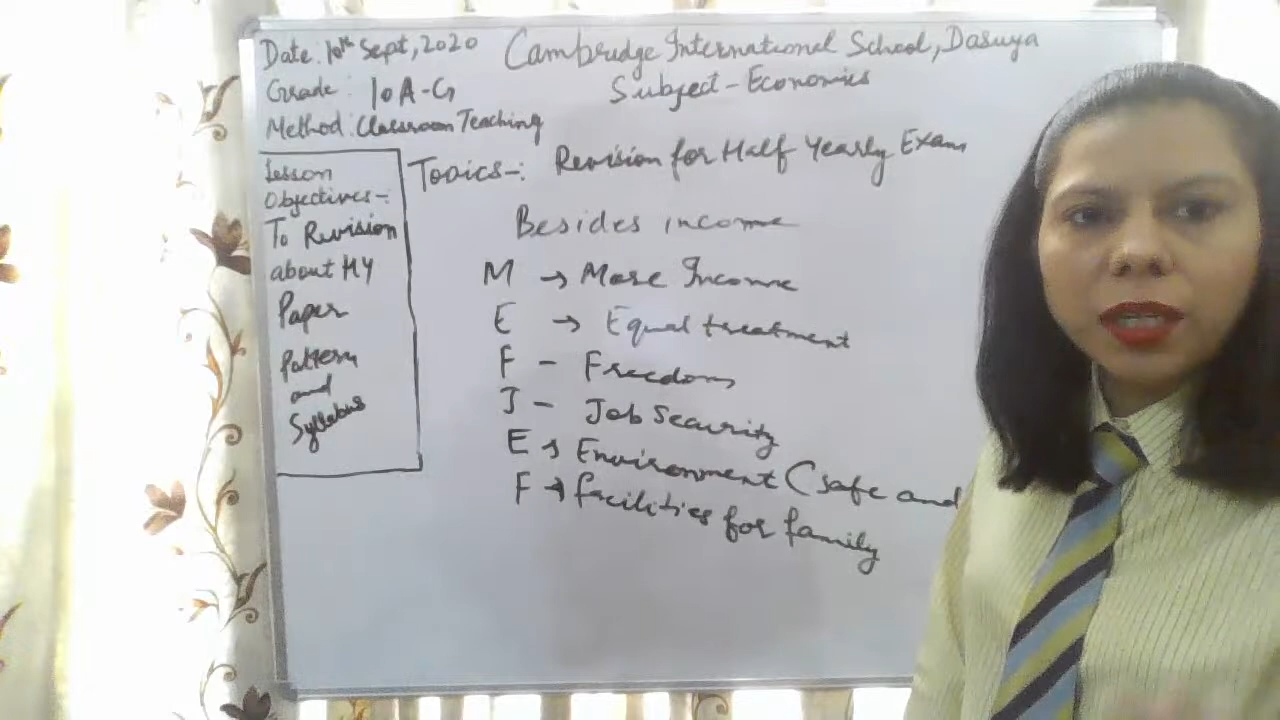 Date: 10th Sept, 2020
Cambridge International School, Dasuya
Grade: 10 A-G
Subject - Economics
Method: Classroom Teaching
Lesson
Objectives-:
To Revision
about HY
Paper
Pattern
and
Syllabus
Topics-: Revision for Half Yearly Exam
Besides income
M → More Income
E → Equal treatment
F - Freedom
J - Job Security
E → Environment (safe and
F → facilities for family